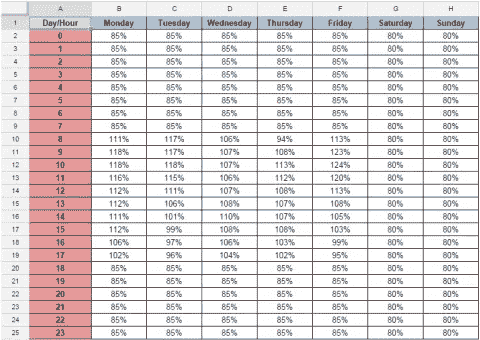 A B C D E F G H
1 Day/Hour Monday Tuesday Wednesday Thursday Friday Saturday Sunday
2 0 85% 85% 85% 85% 85% 80% 80%
3 1 85% 85% 85% 85% 85% 80% 80%
4 2 85% 85% 85% 85% 85% 80% 80%
5 3 85% 85% 85% 85% 85% 80% 80%
6 4 85% 85% 85% 85% 85% 80% 80%
7 5 85% 85% 85% 85% 85% 80% 80%
8 6 85% 85% 85% 85% 85% 80% 80%
9 7 85% 85% 85% 85% 85% 80% 80%
10 8 111% 117% 106% 94% 113% 80% 80%
11 9 118% 117% 107% 108% 123% 80% 80%
12 10 118% 118% 107% 113% 124% 80% 80%
13 11 116% 115% 106% 112% 120% 80% 80%
14 12 112% 111% 107% 108% 113% 80% 80%
15 13 112% 106% 108% 107% 108% 80% 80%
16 14 111% 101% 110% 107% 105% 80% 80%
17 15 112% 99% 108% 108% 103% 80% 80%
18 16 106% 97% 106% 103% 99% 80% 80%
19 17 102% 96% 104% 102% 95% 80% 80%
20 18 85% 85% 85% 85% 85% 80% 80%
21 19 85% 85% 85% 85% 85% 80% 80%
22 20 85% 85% 85% 85% 85% 80% 80%
23 21 85% 85% 85% 85% 85% 80% 80%
24 22 85% 85% 85% 85% 85% 80% 80%
25 23 85% 85% 85% 85% 85% 80% 80%